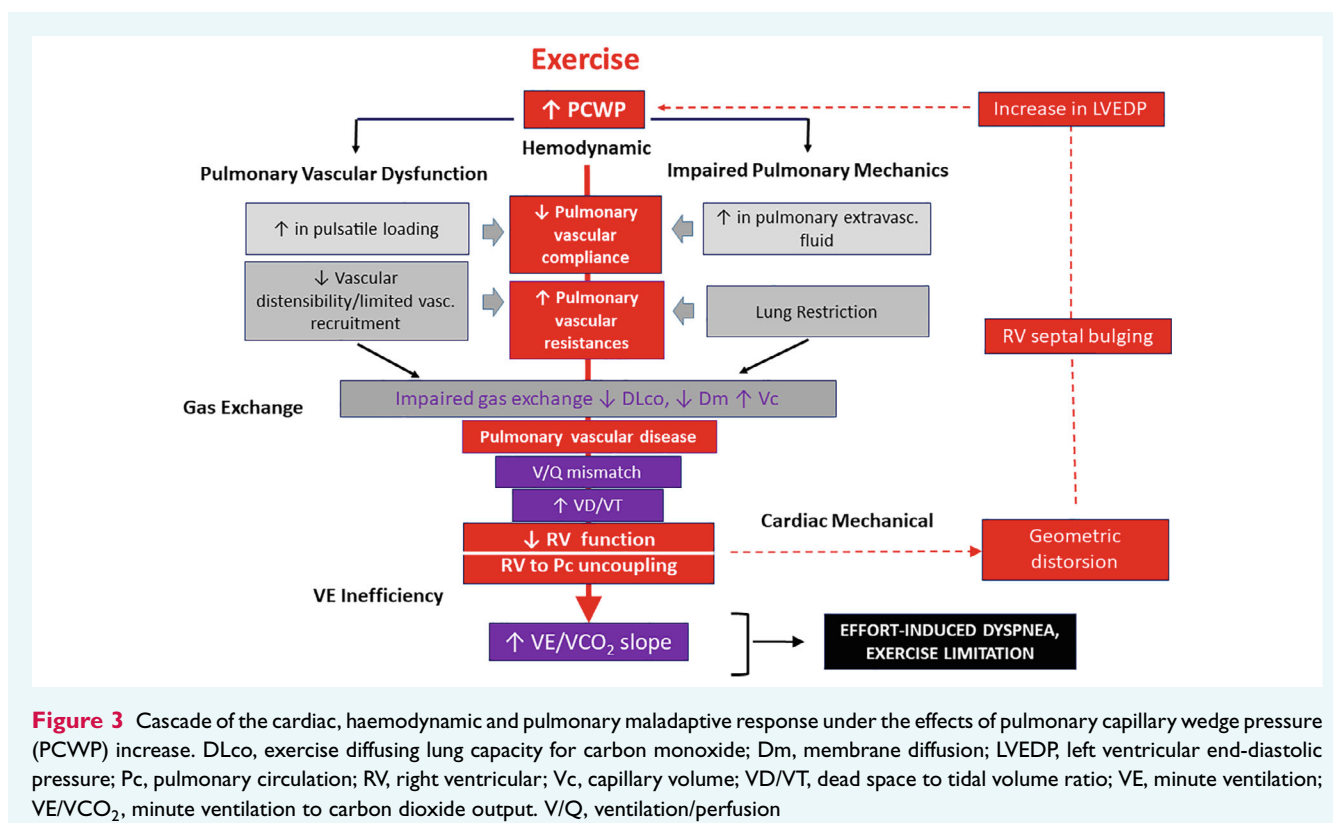 Exercise
↑ PCWP
Increase in LVEDP
Hemodynamic
Pulmonary Vascular Dysfunction
Impaired Pulmonary Mechanics
↑ in pulsatile loading
↓ Pulmonary
vascular
compliance
↑ in pulmonary extravasc.
fluid
↓ Vascular
distensibility/limited vasc.
recruitment
↑ Pulmonary
vascular
resistances
Lung Restriction
RV septal bulging
Gas Exchange
Impaired gas exchange ↓ DLco, ↓ Dm ↑ Vc
Pulmonary vascular disease
V/Q mismatch
↑ VD/VT
↓ RV function
RV to Pc uncoupling
Cardiac Mechanical
Geometric
distorsion
VE Inefficiency
↑ VE/VCO₂ slope
EFFORT-INDUCED DYSPNEA,
EXERCISE LIMITATION
Figure 3 Cascade of the cardiac, haemodynamic and pulmonary maladaptive response under the effects of pulmonary capillary wedge pressure
(PCWP) increase. DLco, exercise diffusing lung capacity for carbon monoxide; Dm, membrane diffusion; LVEDP, left ventricular end-diastolic
pressure; Pc, pulmonary circulation; RV, right ventricular; Vc, capillary volume; VD/VT, dead space to tidal volume ratio; VE, minute ventilation;
VE/VCO₂, minute ventilation to carbon dioxide output. V/Q, ventilation/perfusion